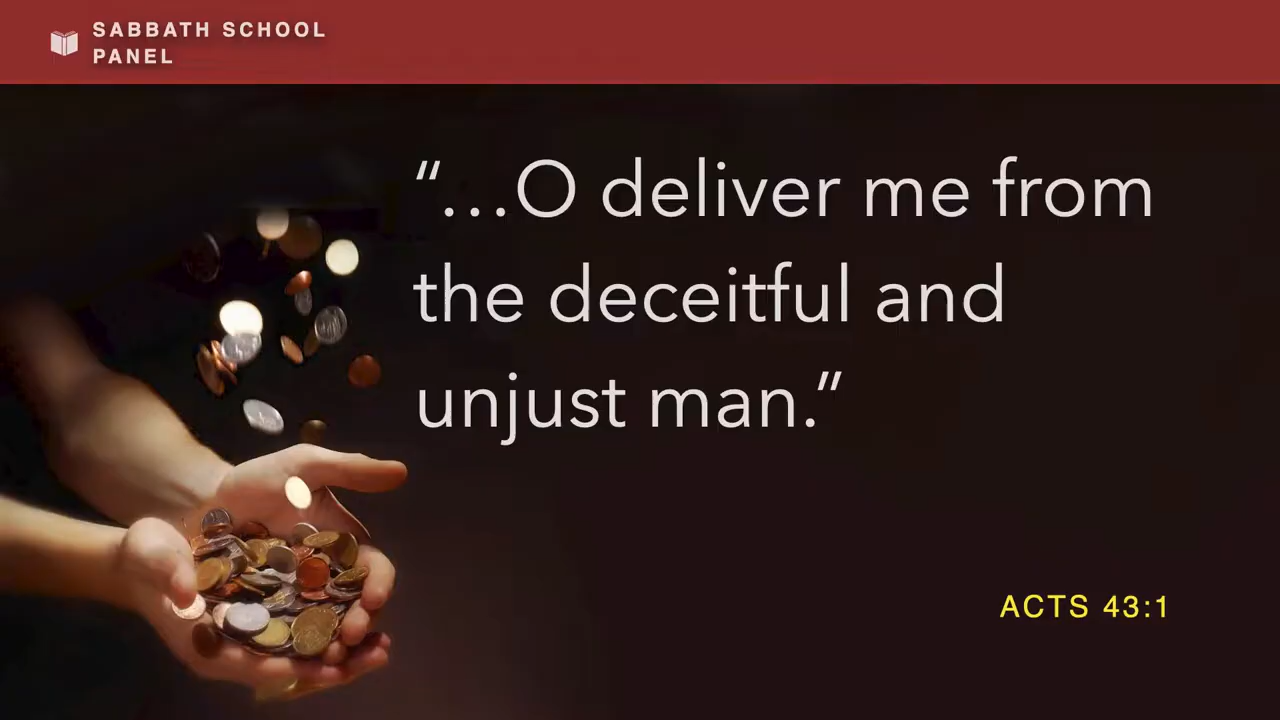 SABBATH SCHOOL
PANEL
“…O deliver me from
the deceitful and
unjust man.”
ACTS 43:1